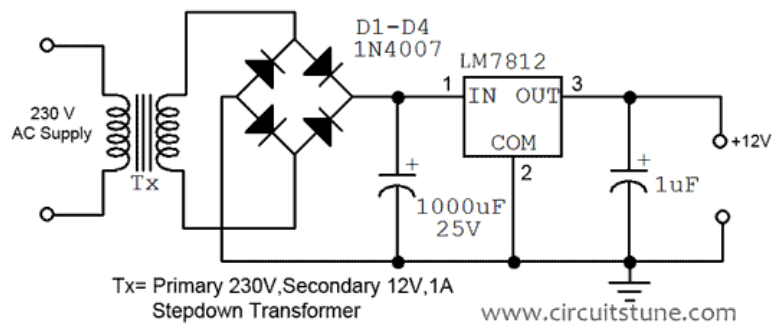 D1-D4
1N4007
LM7812
1
IN OUT
3
230 V
AC Supply
COM
+12V
2
+
+
Tx
1000uF
25V
1uF
Tx= Primary 230V,Secondary 12V,1A
Stepdown Transformer
www.circuitstune.com